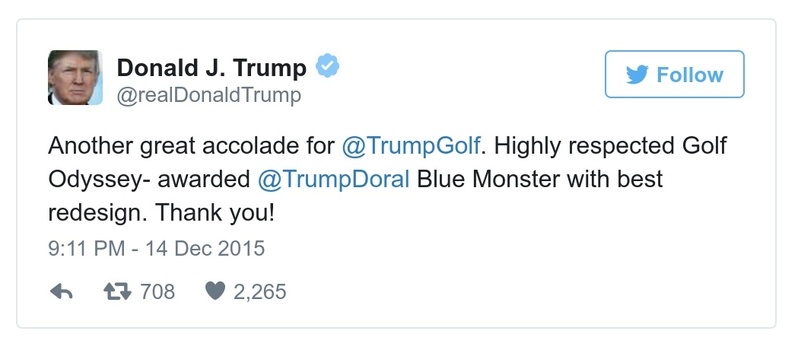 Donald J. Trump
@realDonaldTrump
Follow
Another great accolade for @TrumpGolf. Highly respected Golf
Odyssey- awarded @TrumpDoral Blue Monster with best
redesign. Thank you!
9:11 PM - 14 Dec 2015
708 2,265